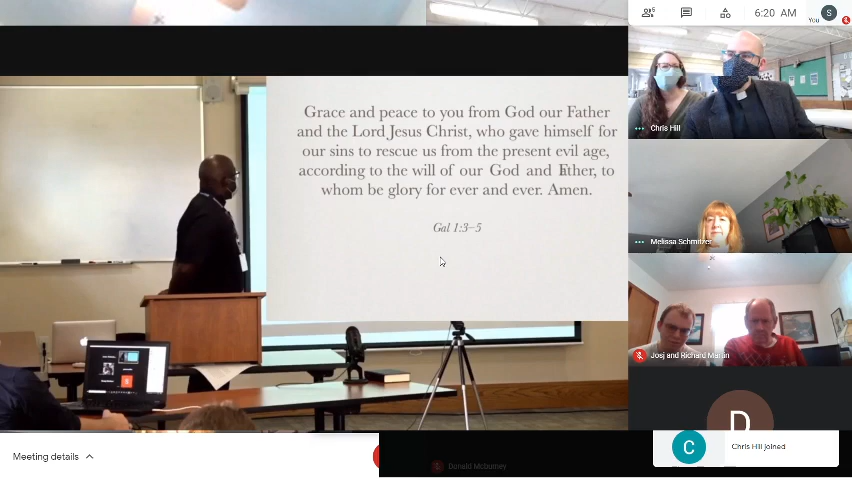 6:20 AM
You
S
5
Grace and peace to you from God our Father
and the Lord Jesus Christ, who gave himself for
our sins to rescue us from the present evil age,
according to the will of our God and Father, to
whom be glory for ever and ever. Amen.
Gal 1:3–5
Chris Hill
Melissa Schmitzer
Josj and Richard Martin
D
C
Chris Hill joined
Meeting details
Donald Mcburney